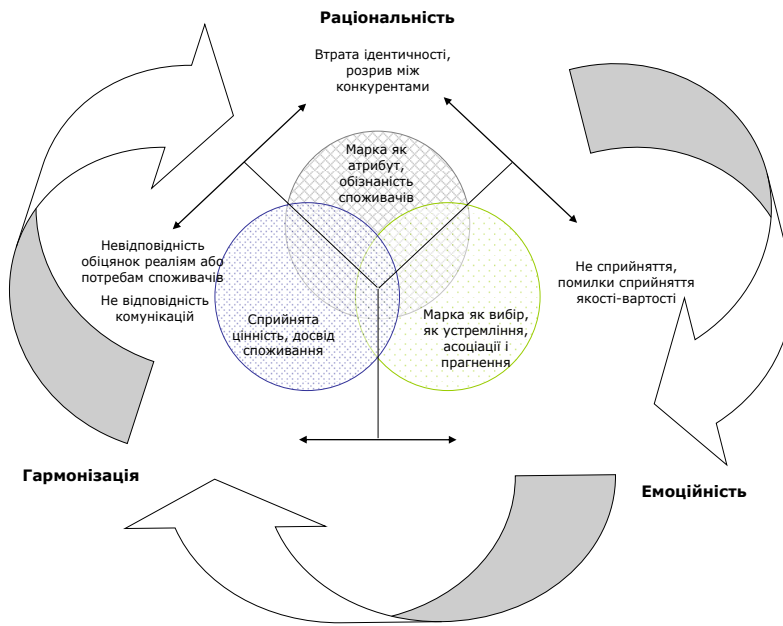 Раціональність
Втрата ідентичності,
розрив між
конкурентами
Марка як
атрибут,
обізнаність
споживачів
Невідповідність
обіцянок реаліям або
потребам споживачів
Не відповідність
комунікацій
Не сприйняття,
помилки сприйняття
якості-вартості
Сприйнята
цінність, досвід
споживання
Марка як вибір,
як устремління,
асоціації і
прагнення
Гармонізація
Емоційність